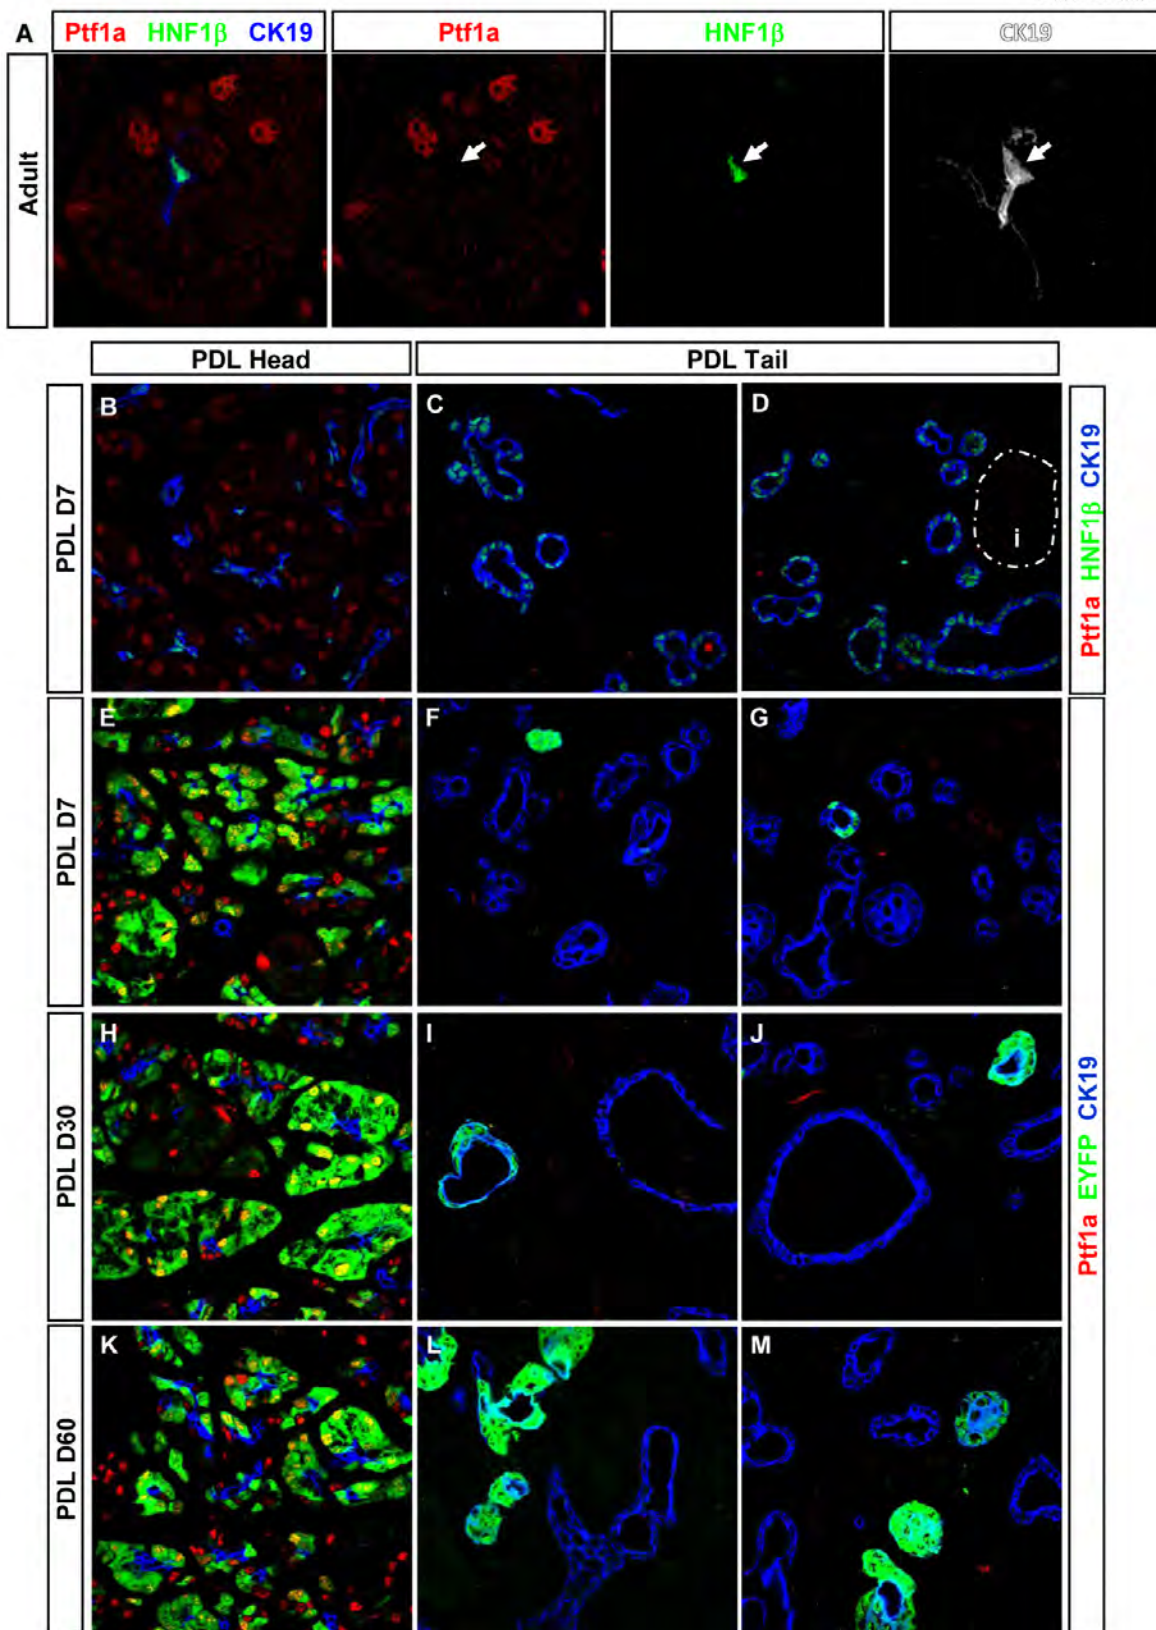 A Ptf1a HNF1β CK19 Ptf1a HNF1β CK19
Adult
PDL Head PDL Tail
B C D
PDL D7
Ptf1a HNF1β CK19
E F G
PDL D7
i
H I J
PDL D30
Ptf1a EYFP CK19
K L M
PDL D60